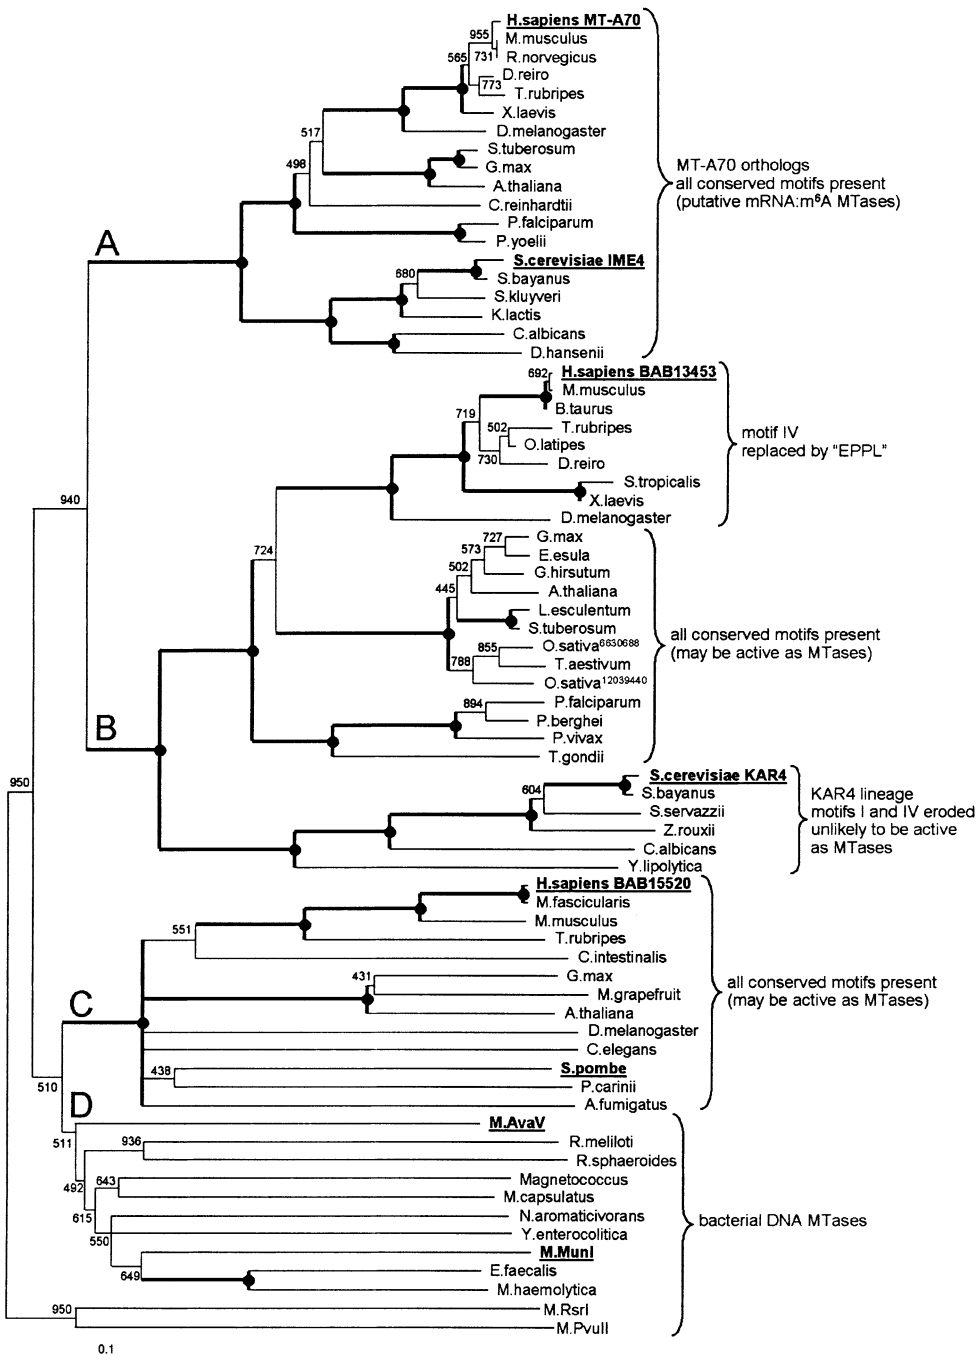 H.sapiens MT-A70
955
M.musculus
565
731
R.norvegicus
D.reiro
773
T.rubripes
X.laevis
517
D.melanogaster
S.tuberosum
498
G.max
MT-A70 orthologs
all conserved motifs present
(putative mRNA:m6A MTases)
A.thaliana
C.reinhardtii
P.falciparum
A
P.yoelii
S.cerevisiae IME4
680
S.bayanus
S.kluyveri
K.lactis
C.albicans
D.hansenii
692
H.sapiens BAB13453
M.musculus
719
B.taurus
502
T.rubripes
motif IV
replaced by "EPPL"
O.latipes
730
D.reiro
S.tropicalis
940
X.laevis
D.melanogaster
727
G.max
724
573
E.esula
502
G.hirsutum
445
A.thaliana
L.esculentum
S.tuberosum
all conserved motifs present
(may be active as MTases)
855
O.sativa6630688
788
T.aestivum
O.sativa12039440
894
P.falciparum
B
P.berghei
P.vivax
T.gondii
950
S.cerevisiae KAR4
604
S.bayanus
KAR4 lineage
motifs I and IV eroded
unlikely to be active
as MTases
S.servazzii
Z.rouxii
C.albicans
Y.lipolytica
H.sapiens BAB15520
M.fascicularis
551
M.musculus
T.rubripes
C.intestinalis
431
G.max
all conserved motifs present
(may be active as MTases)
M.grapefruit
C
A.thaliana
D.melanogaster
C.elegans
438
S.pombe
510
P.carinii
D
A.fumigatus
M.AvaV
511
936
R.meliloti
R.sphaeroides
492
643
Magnetococcus
M.capsulatus
615
N.aromaticivorans
bacterial DNA MTases
550
Y.enterocolitica
M.MunI
649
E.faecalis
M.haemolytica
950
M.RsrI
M.PvuII
0.1